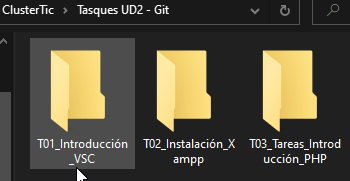 ClusterTic > Tasques UD2 - Git
T01_Introducción
_VSC
T02_Instalación_X
ampp
T03_Tareas_Introd
ucción_PHP